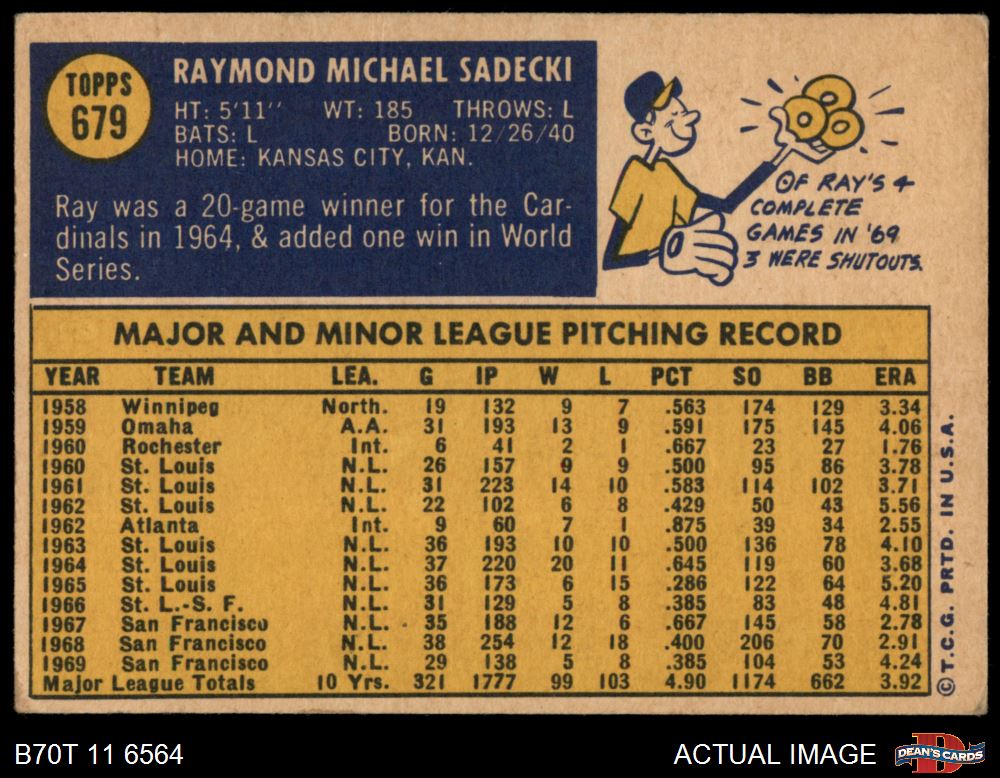 TOPPS
679
RAYMOND MICHAEL SADECKI
HT: 5'11" WT: 185 THROWS: L
BATS: L BORN: 12/26/40
HOME: KANSAS CITY, KAN.
Ray was a 20-game winner for the Car-
dinals in 1964, & added one win in World
Series.
OF RAY'S 4
COMPLETE
GAMES IN '69
3 WERE SHUTOUTS.
MAJOR AND MINOR LEAGUE PITCHING RECORD
YEAR TEAM LEA. G IP W L PCT SO BB ERA
1958 Winnipeg North. 19 132 9 7 .563 174 129 3.34
1959 Omaha A.A. 31 193 13 9 .591 175 145 4.06
1960 Rochester Int. 6 41 2 1 .667 23 27 1.76
1960 St. Louis N.L. 26 157 9 9 .500 95 86 3.78
1961 St. Louis N.L. 31 223 14 10 .583 114 102 3.71
1962 St. Louis N.L. 22 102 6 8 .429 50 43 5.56
1962 Atlanta Int. 9 60 7 1 .875 39 34 2.55
1963 St. Louis N.L. 36 193 10 10 .500 136 78 4.10
1964 St. Louis N.L. 37 220 20 11 .645 119 60 3.68
1965 St. Louis N.L. 36 173 6 15 .286 122 64 5.20
1966 St. L.-S. F. N.L. 31 129 5 8 .385 83 48 4.81
1967 San Francisco N.L. 35 188 12 6 .667 145 58 2.78
1968 San Francisco N.L. 38 254 12 18 .400 206 70 2.91
1969 San Francisco N.L. 29 138 5 8 .385 104 53 4.24
Major League Totals 10 Yrs. 321 1777 99 103 4.90 1174 662 3.92
© T.C.G. PRTD. IN U.S.A.
B70T 11 6564
ACTUAL IMAGE
DEAN'S CARDS